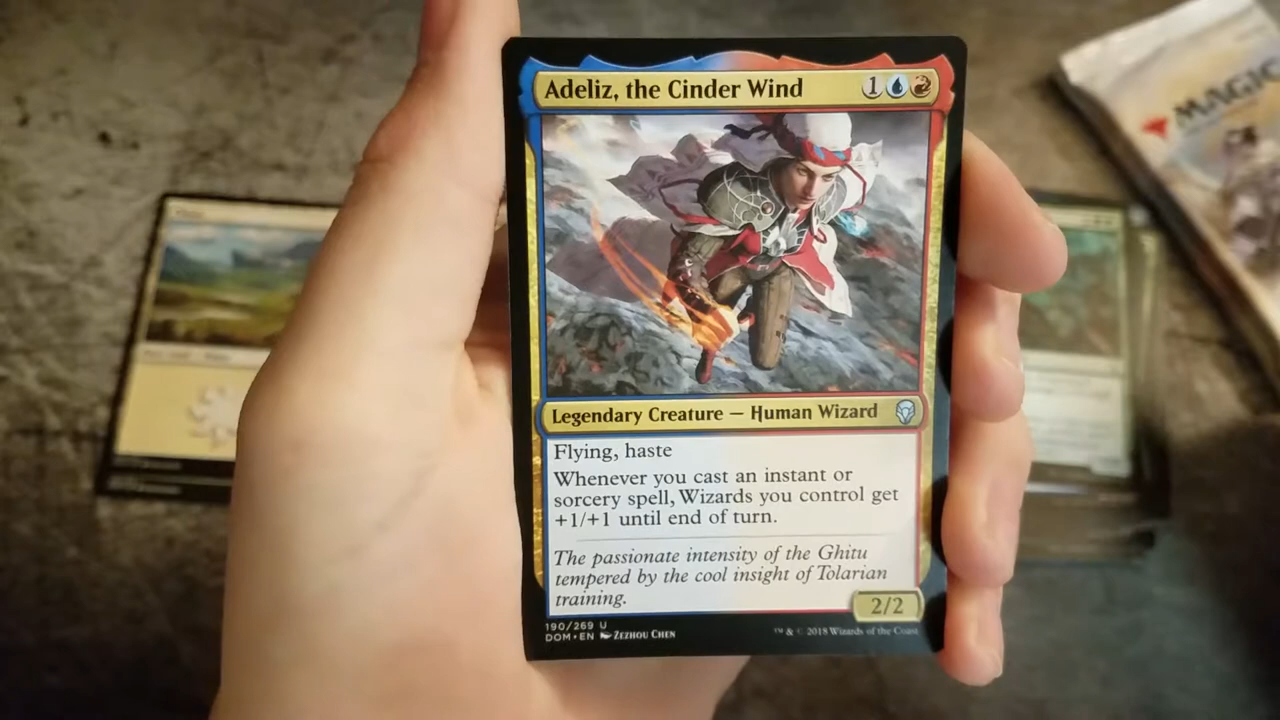 Adeliz, the Cinder Wind 1
MAGIC
Legendary Creature — Human Wizard
Flying, haste
Whenever you cast an instant or
sorcery spell, Wizards you control get
+1/+1 until end of turn.
The passionate intensity of the Ghitu
tempered by the cool insight of Tolarian
training.
2/2
190/269 U
DOM • EN Zezhou Chen
™ & © 2018 Wizards of the Coast